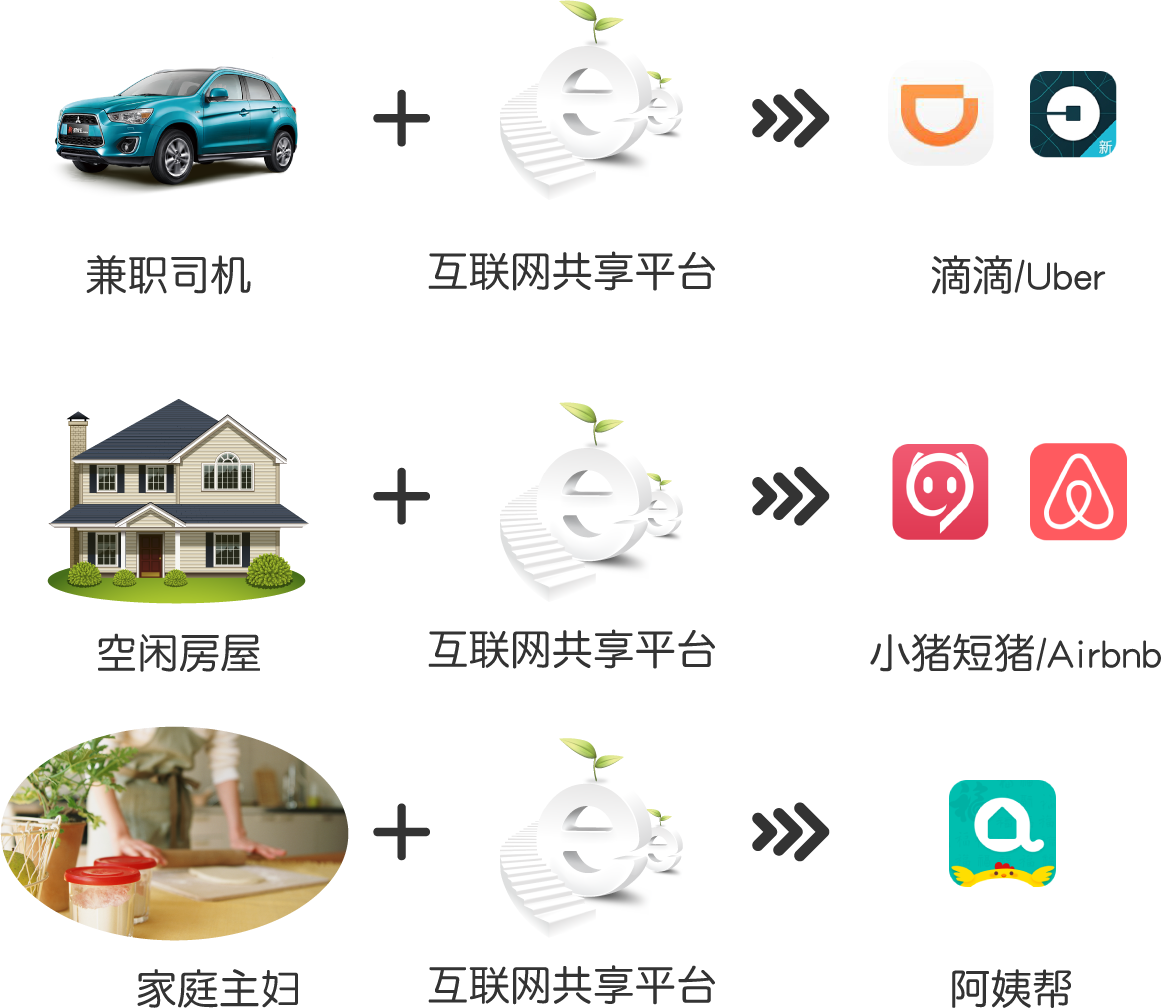 新
兼职司机
互联网共享平台
滴滴/Uber
空闲房屋
互联网共享平台
小猪短猪/Airbnb
家庭主妇
互联网共享平台
阿姨帮